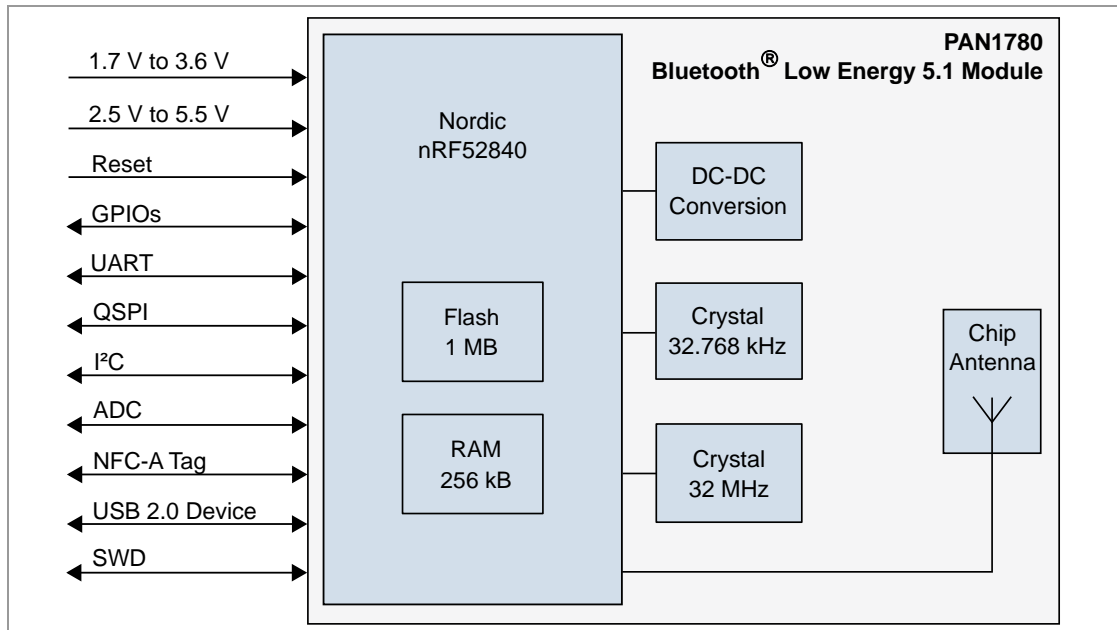 PAN1780
Bluetooth® Low Energy 5.1 Module
1.7 V to 3.6 V
2.5 V to 5.5 V
Reset
GPIOs
UART
QSPI
I²C
ADC
NFC-A Tag
USB 2.0 Device
SWD
Nordic
nRF52840
Flash
1 MB
RAM
256 kB
DC-DC
Conversion
Crystal
32.768 kHz
Crystal
32 MHz
Chip
Antenna